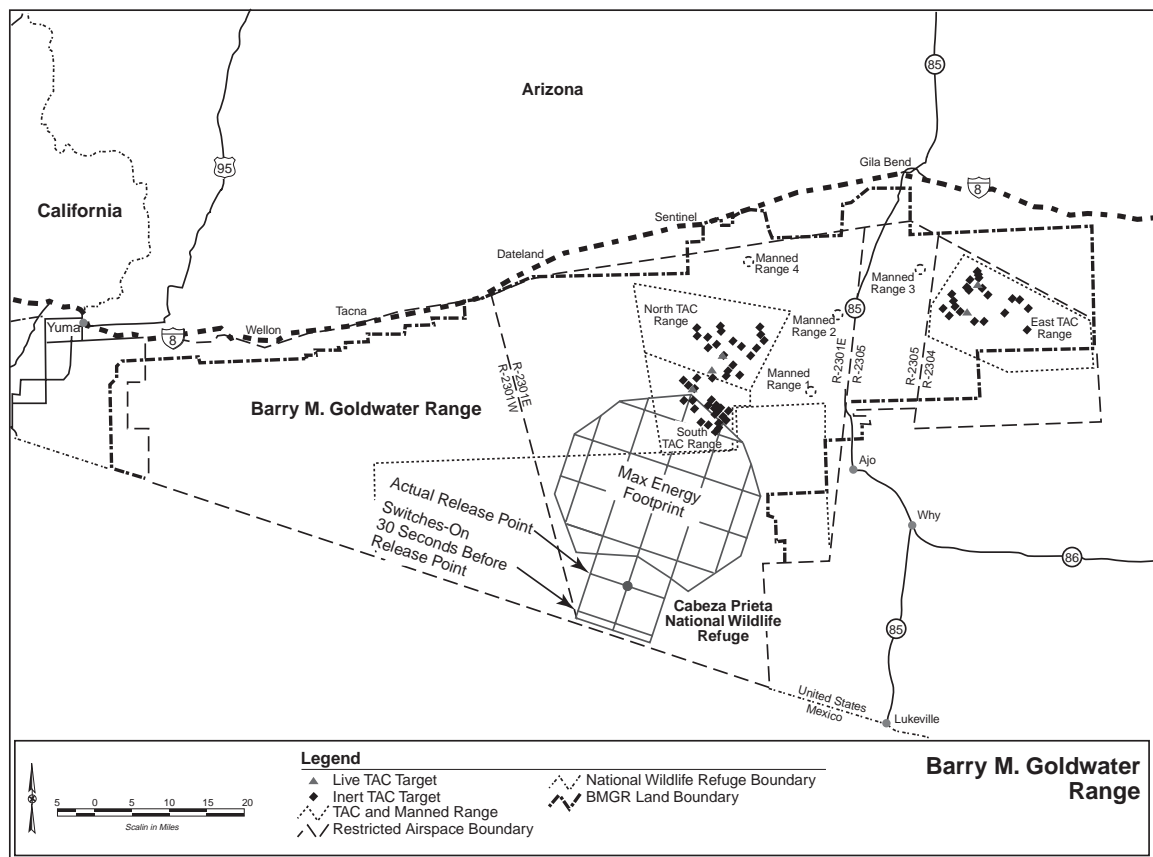 Arizona
85
95
Gila Bend
8
California
Sentinel
Dateland
Manned
Range 4
Manned
Range 3
Tacna
North TAC
Range
Yuma
8
Wellon
Manned
Range 2
85
East TAC
Range
R-2301E
R-2305
R-2305
R-2304
R-2301E
R-2301W
Manned
Range 1
Barry M. Goldwater Range
South
TAC Range
Max Energy
Footprint
Ajo
Actual Release Point
Switches-On
30 Seconds Before
Release Point
Why
86
Cabeza Prieta
National Wildlife
Refuge
85
United States
Mexico
Lukeville
Legend
Live TAC Target
Inert TAC Target
TAC and Manned Range
Restricted Airspace Boundary
National Wildlife Refuge Boundary
BMGR Land Boundary
5 0 5 10 15 20
Scalin in Miles
Barry M. Goldwater
Range